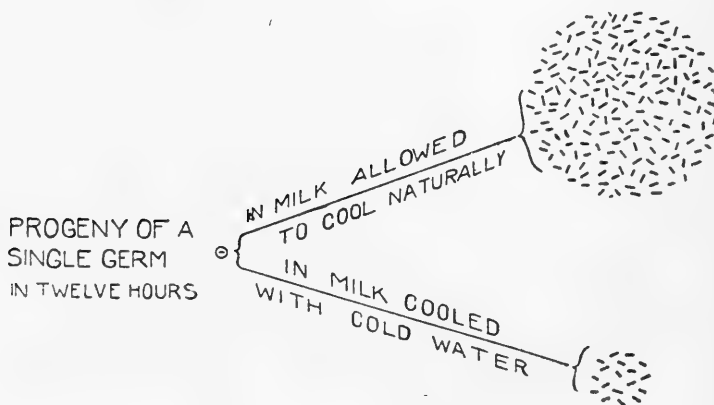 PROGENY OF A
SINGLE GERM
IN TWELVE HOURS
IN MILK ALLOWED
TO COOL NATURALLY
IN MILK COOLED
WITH COLD WATER